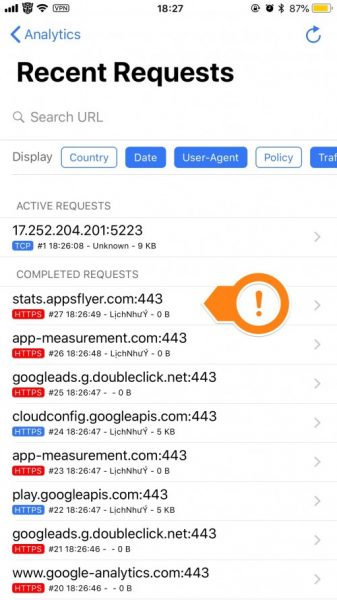 VPN 18:27 87%
Analytics
Recent Requests
Search URL
Display Country Date User-Agent Policy Traf
ACTIVE REQUESTS
17.252.204.201:5223
TCP #1 18:26:08 - Unknown - 9 KB
COMPLETED REQUESTS
stats.appsflyer.com:443
HTTPS #27 18:26:49 - LịchNhưÝ - 0 B
app-measurement.com:443
HTTPS #26 18:26:48 - LịchNhưÝ - 0 B
googleads.g.doubleclick.net:443
HTTPS #25 18:26:47 - - 0 B
cloudconfig.googleapis.com:443
HTTPS #24 18:26:47 - LịchNhưÝ - 5 KB
app-measurement.com:443
HTTPS #23 18:26:47 - LịchNhưÝ - 0 B
play.googleapis.com:443
HTTPS #22 18:26:47 - LịchNhưÝ - 5 KB
googleads.g.doubleclick.net:443
HTTPS #21 18:26:46 - - 0 B
www.google-analytics.com:443
HTTPS #20 18:26:46 - LịchNhưÝ - 0 B